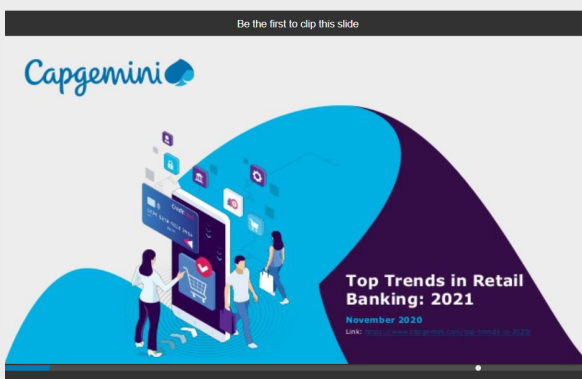 Be the first to clip this slide
Capgemini
Top Trends in Retail
Banking: 2021
November 2020
Link: